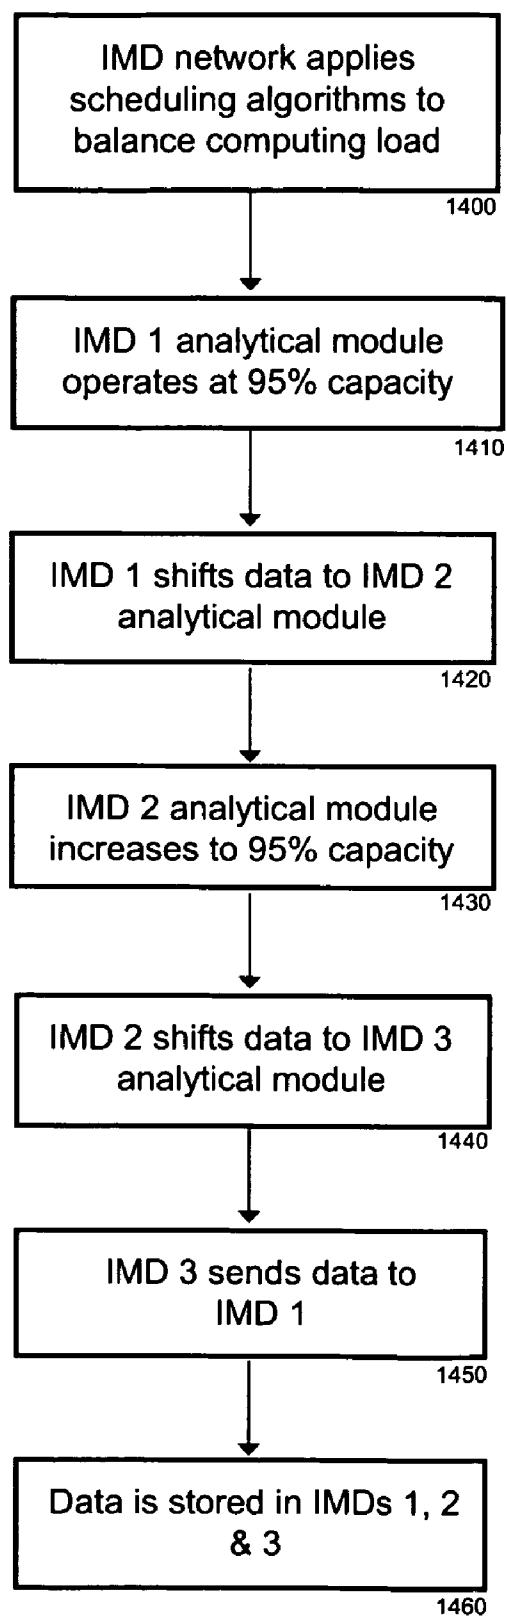 IMD network applies
scheduling algorithms to
balance computing load
1400
IMD 1 analytical module
operates at 95% capacity
1410
IMD 1 shifts data to IMD 2
analytical module
1420
IMD 2 analytical module
increases to 95% capacity
1430
IMD 2 shifts data to IMD 3
analytical module
1440
IMD 3 sends data to
IMD 1
1450
Data is stored in IMDs 1, 2
& 3
1460